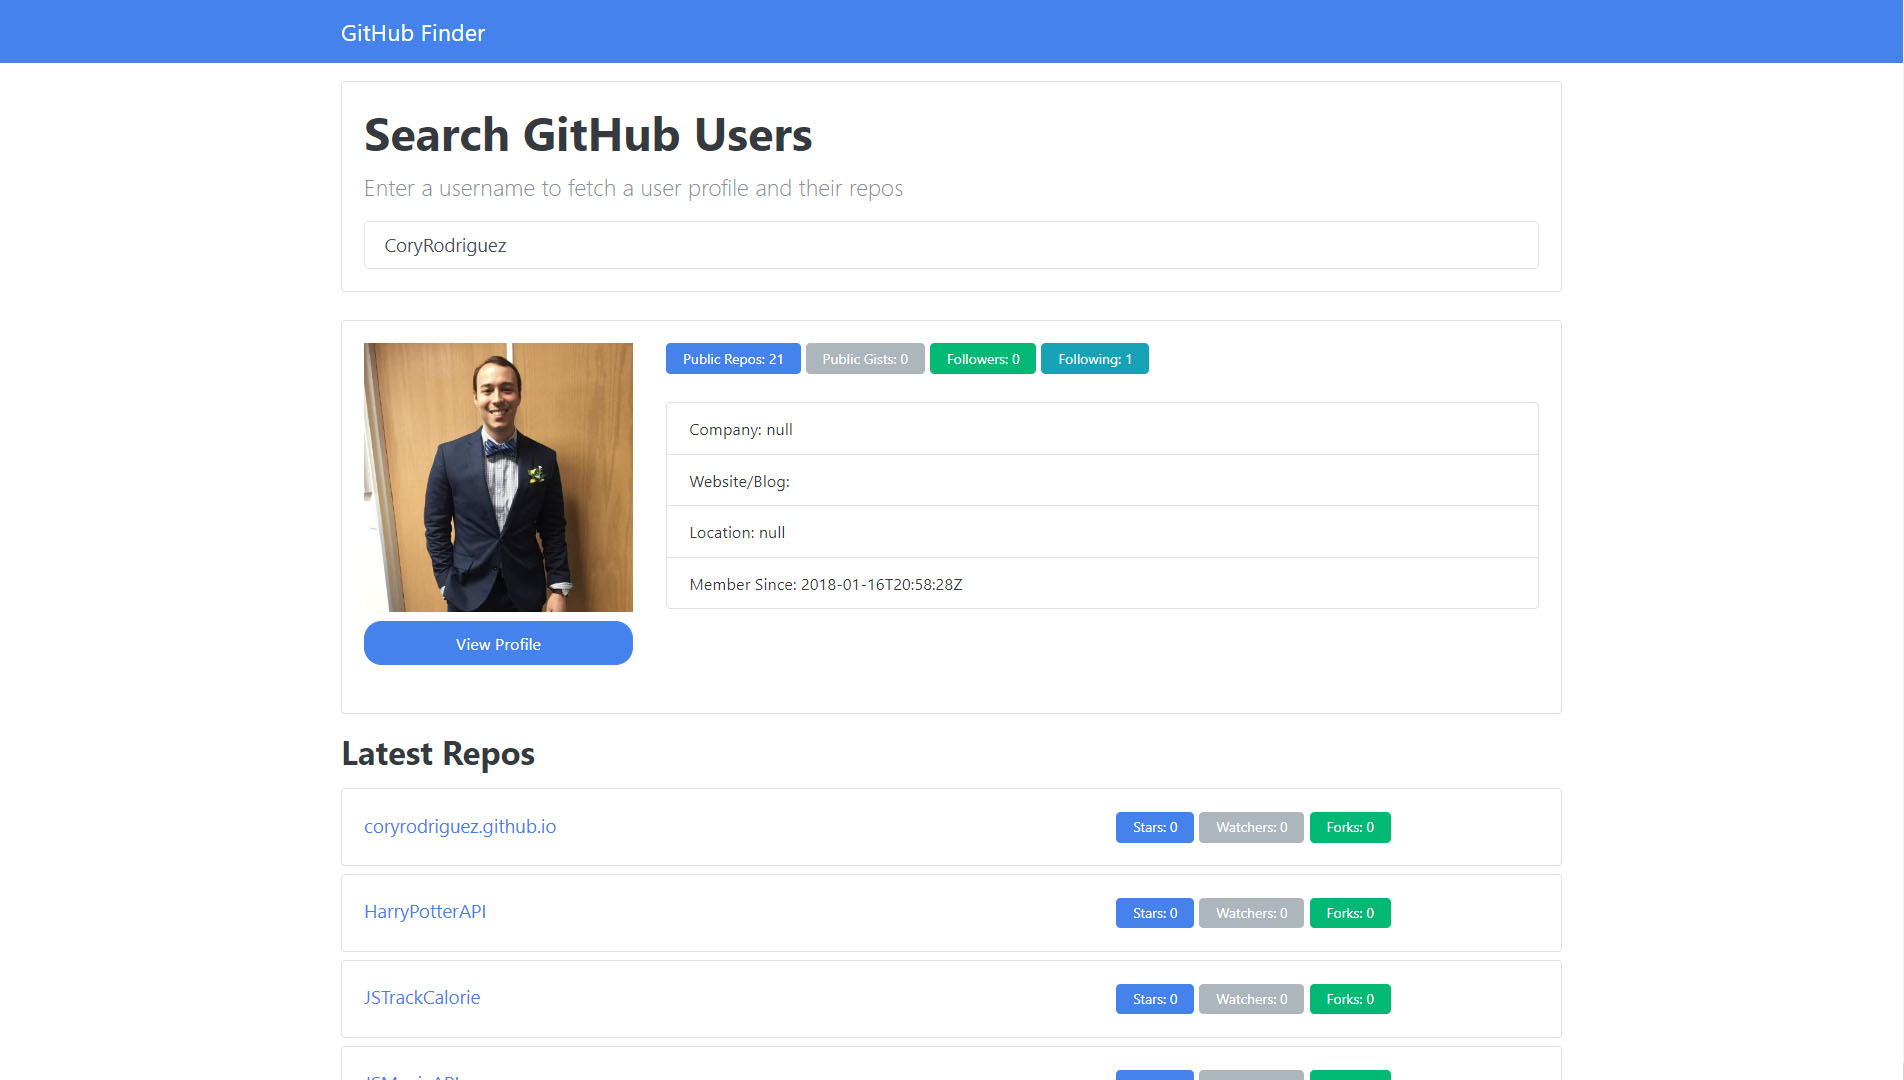 GitHub Finder
Search GitHub Users
Enter a username to fetch a user profile and their repos
CoryRodriguez
Public Repos: 21 Public Gists: 0 Followers: 0 Following: 1
Company: null
Website/Blog:
Location: null
Member Since: 2018-01-16T20:58:28Z
View Profile
Latest Repos
coryrodriguez.github.io Stars: 0 Watchers: 0 Forks: 0
HarryPotterAPI Stars: 0 Watchers: 0 Forks: 0
JSTrackCalorie Stars: 0 Watchers: 0 Forks: 0